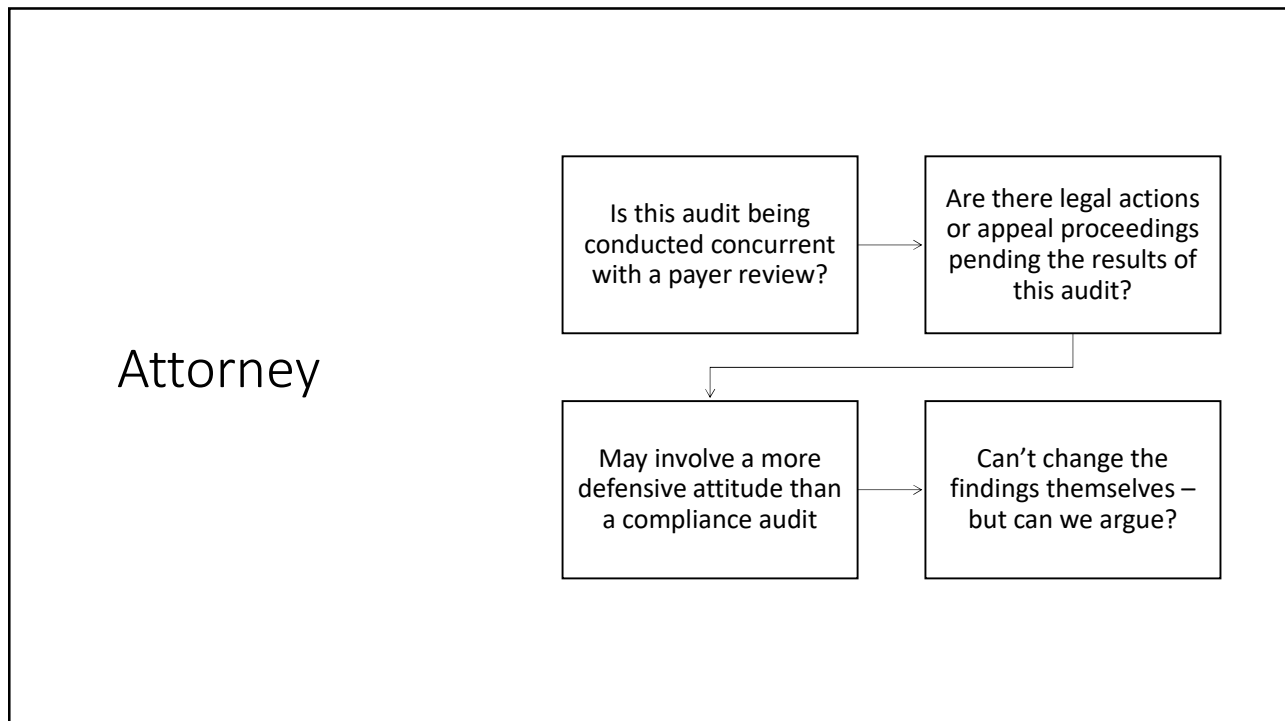 Attorney
Is this audit being
conducted concurrent
with a payer review?
Are there legal actions
or appeal proceedings
pending the results of
this audit?
May involve a more
defensive attitude than
a compliance audit
Can’t change the
findings themselves –
but can we argue?